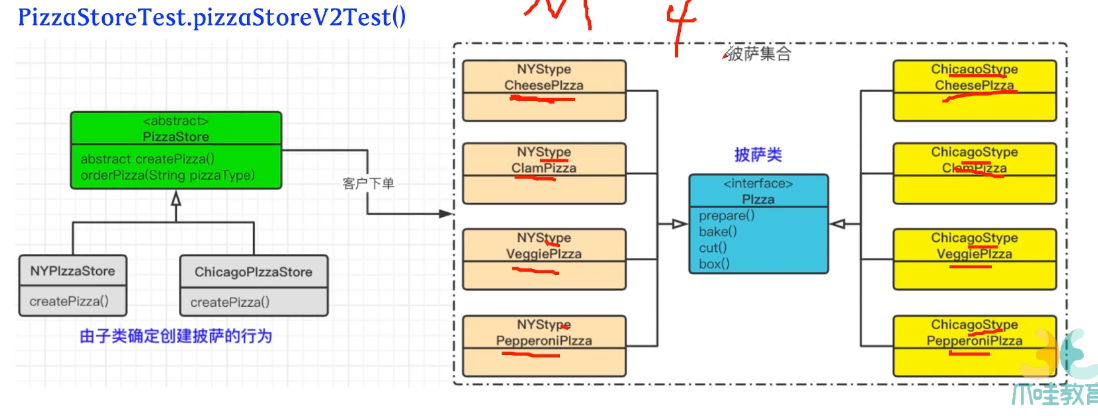 PizzaStoreTest.pizzaStoreV2Test()
M 4
披萨集合
<abstract>
PizzaStore
abstract createPizza()
orderPizza(String pizzaType)
客户下单
NYPIzzaStore
createPizza()
ChicagoPIzzaStore
createPizza()
由子类确定创建披萨的行为
NYStype
CheesePIzza
NYStype
ClamPizza
NYStype
VeggiePIzza
NYStype
PepperoniPIzza
披萨类
<interface>
PIzza
prepare()
bake()
cut()
box()
ChicagoStype
CheesePIzza
ChicagoStype
ClamPIzza
ChicagoStype
VeggiePIzza
ChicagoStype
PepperoniPIzza
爪哇教育